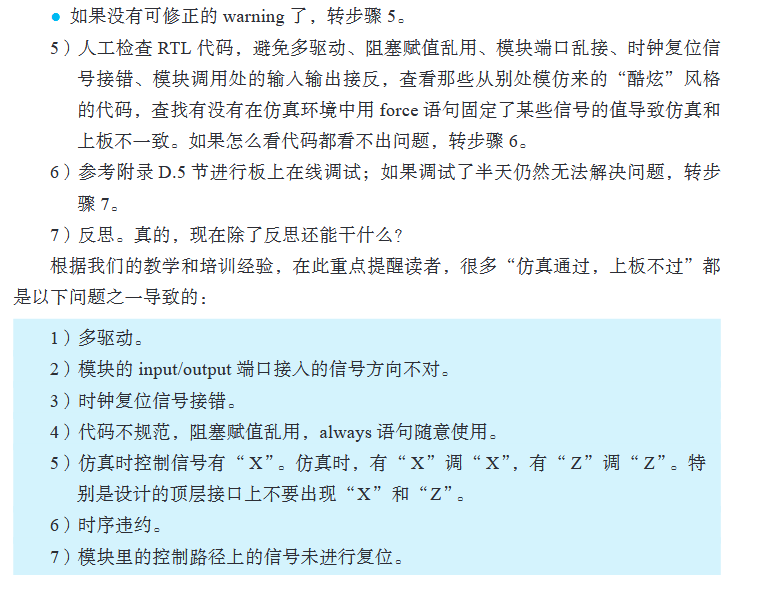 ● 如果没有可修正的 warning 了，转步骤 5。
5）人工检查 RTL 代码，避免多驱动、阻塞赋值乱用、模块端口乱接、时钟复位信
号接错、模块调用处的输入输出接反，查看那些从别处模仿来的“酷炫”风格
的代码，查找有没有在仿真环境中用 force 语句固定了某些信号的值导致仿真和
上板不一致。如果怎么看代码都看不出问题，转步骤 6。
6）参考附录 D.5 节进行板上在线调试；如果调试了半天仍然无法解决问题，转步
骤 7。
7）反思。真的，现在除了反思还能干什么？
根据我们的教学和培训经验，在此重点提醒读者，很多“仿真通过，上板不过”都
是以下问题之一导致的：
1）多驱动。
2）模块的 input/output 端口接入的信号方向不对。
3）时钟复位信号接错。
4）代码不规范，阻塞赋值乱用，always 语句随意使用。
5）仿真时控制信号有“X”。仿真时，有“X”调“X”，有“Z”调“Z”。特
别是设计的顶层接口上不要出现“X”和“Z”。
6）时序违约。
7）模块里的控制路径上的信号未进行复位。